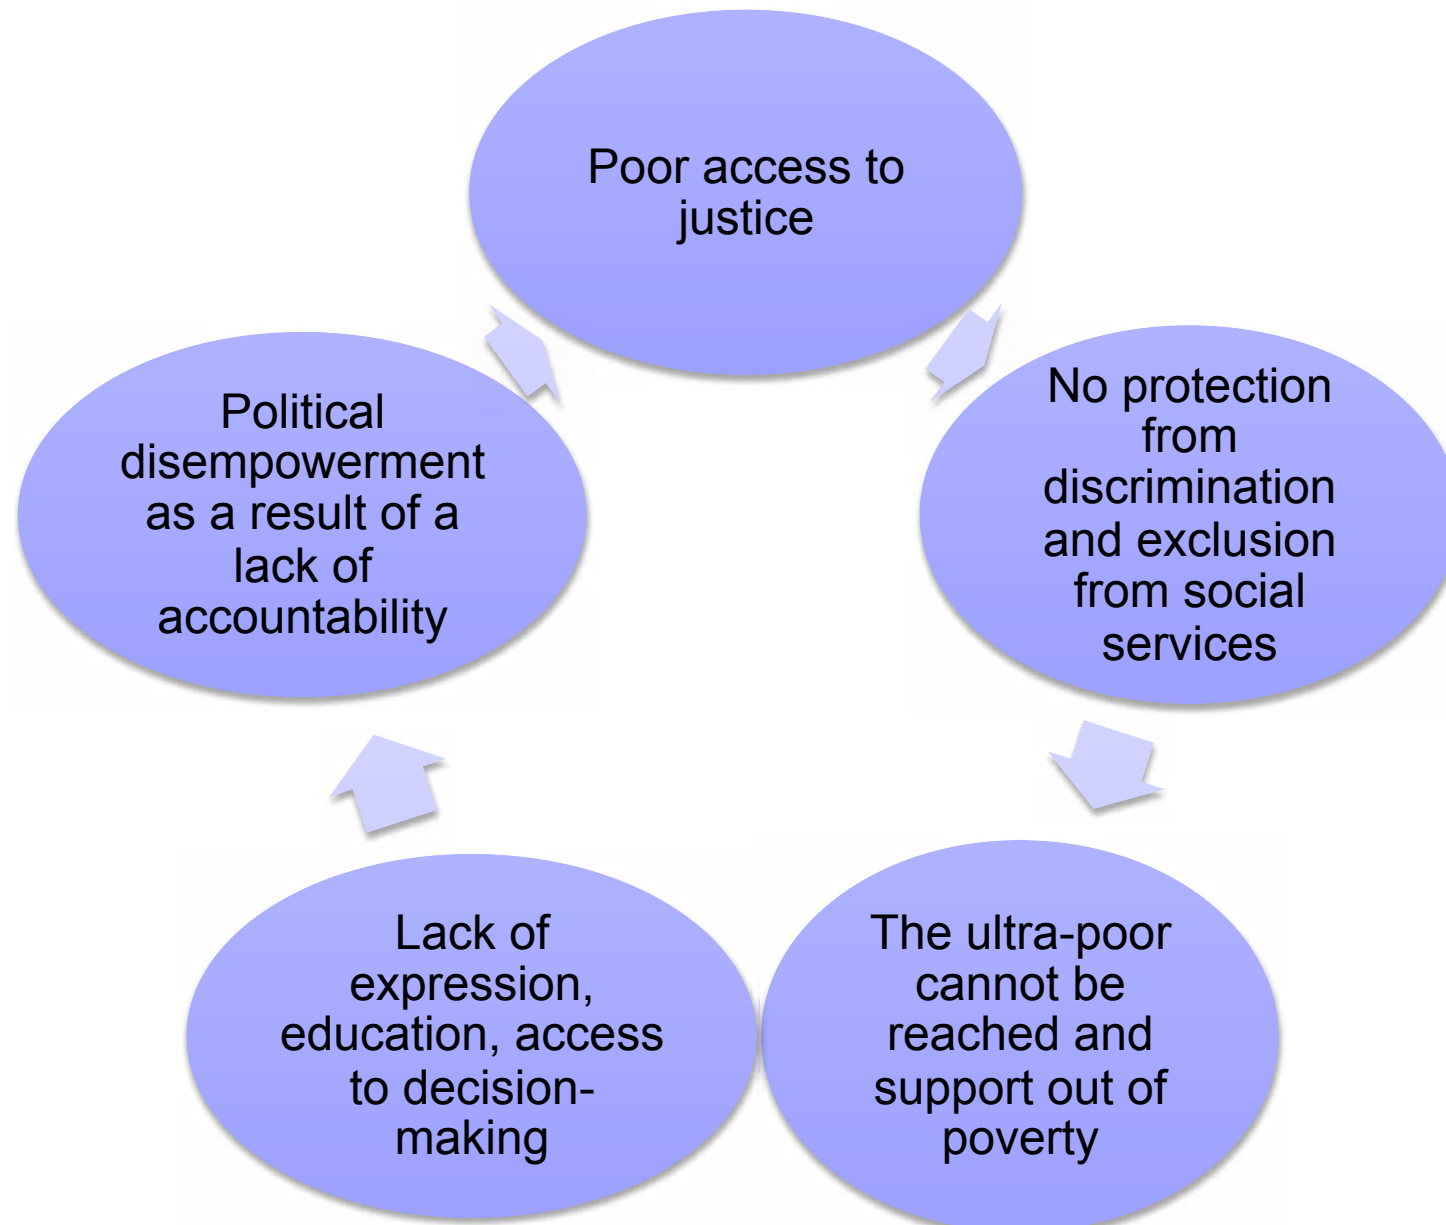 Poor access to
justice
No protection
from
discrimination
and exclusion
from social
services
The ultra-poor
cannot be
reached and
support out of
poverty
Lack of
expression,
education, access
to decision-
making
Political
disempowerment
as a result of a
lack of
accountability